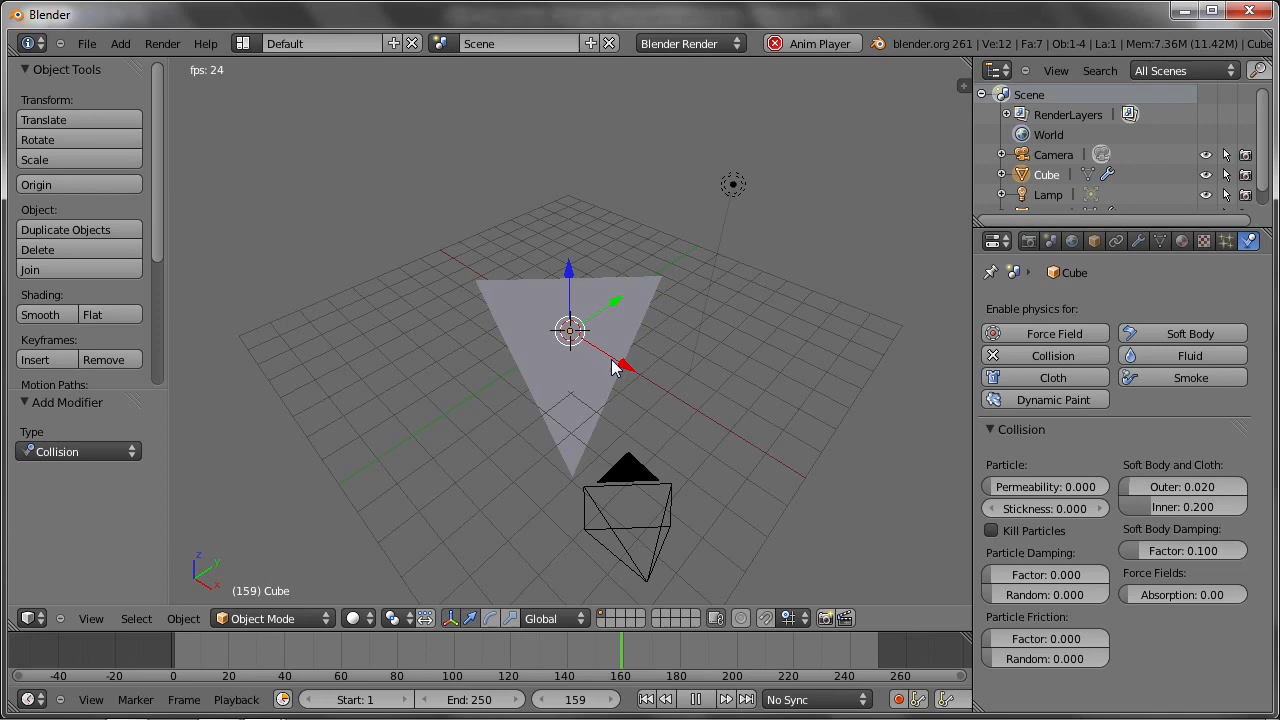 Blender
File Add Render Help Default Scene Blender Render Anim Player blender.org 261 | Ve:12 | Fa:7 | Ob:1-4 | La:1 | Mem:7.36M (11.42M) | Cube
Object Tools
Transform:
Translate
Rotate
Scale
Origin
Object:
Duplicate Objects
Delete
Join
Shading:
Smooth Flat
Keyframes:
Insert Remove
Motion Paths:
Add Modifier
Type
Collision
fps: 24
z
y
x
(159) Cube
View Select Object Object Mode Global
-40 -20 0 20 40 60 80 100 120 140 160 180 200 220 240 260
View Marker Frame Playback Start: 1 End: 250 159 No Sync
View Search All Scenes
Scene
RenderLayers
World
Camera
Cube
Lamp
Cube
Enable physics for:
Force Field Soft Body
Collision Fluid
Cloth Smoke
Dynamic Paint
Collision
Particle: Soft Body and Cloth:
Permeability: 0.000 Outer: 0.020
Stickness: 0.000 Inner: 0.200
Kill Particles Soft Body Damping:
Particle Damping: Factor: 0.100
Factor: 0.000 Force Fields:
Random: 0.000 Absorption: 0.00
Particle Friction:
Factor: 0.000
Random: 0.000